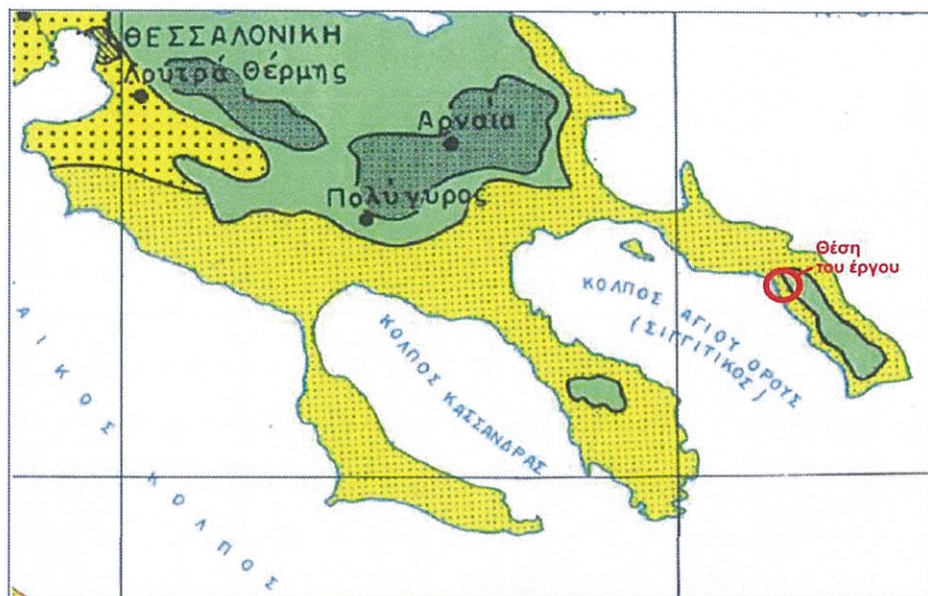 ΘΕΣΣΑΛΟΝΙΚΗ
Λουτρά Θέρμης
Αρναία
Πολύγυρος
Θέση
του έργου
ΚΟΛΠΟΣ ΑΓΙΟΥ ΟΡΟΥΣ
(ΣΙΓΓΙΤΙΚΟΣ)
ΚΟΛΠΟΣ ΚΑΣΣΑΝΔΡΑΣ
ΑΙΚΟΣ ΚΟΛΠΟΣ